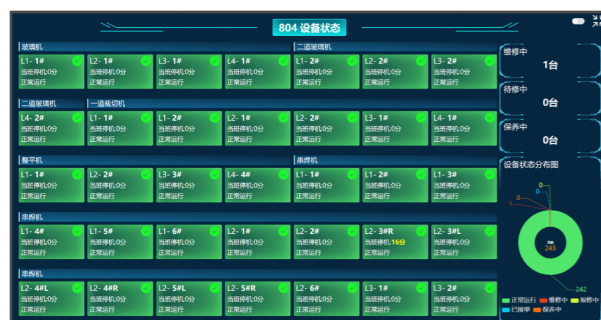 804 设备状态
玻璃机
二道玻璃机
L1- 1#
当班停机:0分
正常运行
L2- 1#
当班停机:0分
正常运行
L3- 1#
当班停机:0分
正常运行
L4- 1#
当班停机:0分
正常运行
L1- 2#
当班停机:0分
正常运行
L2- 2#
当班停机:0分
正常运行
L3- 2#
当班停机:0分
正常运行
二道玻璃机
一道裁切机
L4- 2#
当班停机:0分
正常运行
L1- 1#
当班停机:0分
正常运行
L1- 2#
当班停机:0分
正常运行
L2- 1#
当班停机:0分
正常运行
L2- 2#
当班停机:0分
正常运行
L3- 1#
当班停机:0分
正常运行
L4- 1#
当班停机:0分
正常运行
整平机
串焊机
L1- 1#
当班停机:0分
正常运行
L2- 2#
当班停机:0分
正常运行
L3- 3#
当班停机:0分
正常运行
L4- 4#
当班停机:0分
正常运行
L1- 1#
当班停机:0分
正常运行
L1- 2#
当班停机:0分
正常运行
L1- 3#
当班停机:0分
正常运行
串焊机
L1- 4#
当班停机:0分
正常运行
L1- 5#
当班停机:0分
正常运行
L1- 6#
当班停机:0分
正常运行
L2- 1#
当班停机:0分
正常运行
L2- 2#
当班停机:0分
正常运行
L2- 3#R
当班停机:16分
正常运行
L2- 3#L
当班停机:0分
正常运行
串焊机
L2- 4#L
当班停机:0分
正常运行
L2- 4#R
当班停机:0分
正常运行
L2- 5#L
当班停机:0分
正常运行
L2- 5#R
当班停机:0分
正常运行
L2- 6#
当班停机:0分
正常运行
L3- 1#
当班停机:0分
正常运行
L3- 2#
当班停机:0分
正常运行
维修中
1台
待修中
0台
保养中
0台
设备状态分布图
0
0
0
1
243
242
正常运行 维修中 报修中
已接单 保养中